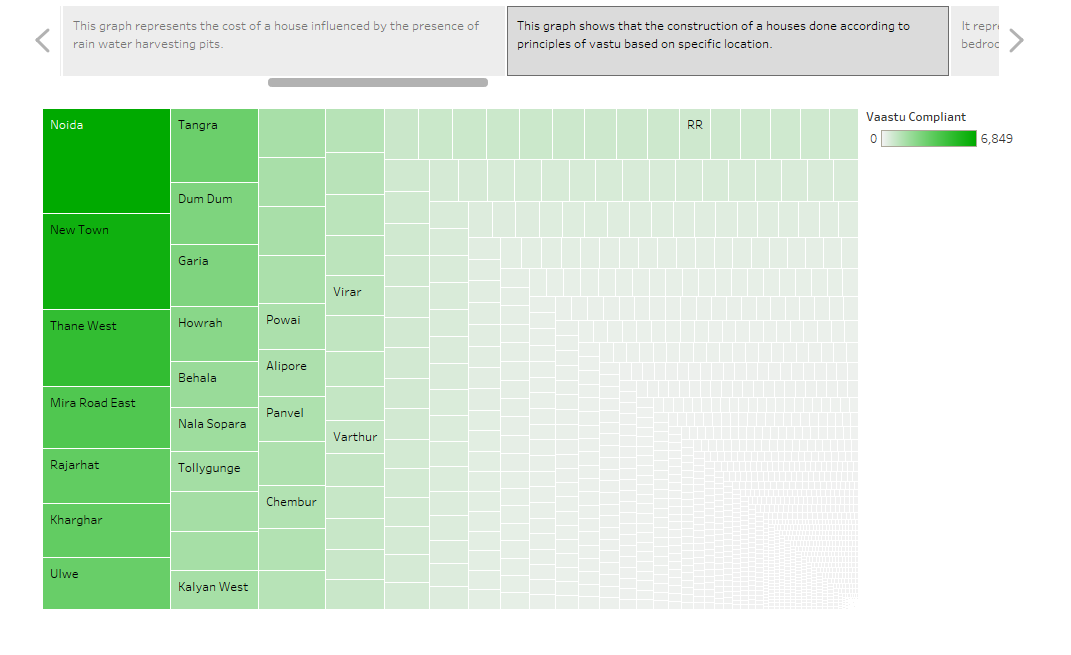 This graph represents the cost of a house influenced by the presence of
rain water harvesting pits.
This graph shows that the construction of a houses done according to
principles of vastu based on specific location.
It repre
bedroo
Vaastu Compliant
0
6,849
Noida
New Town
Thane West
Mira Road East
Rajarhat
Kharghar
Ulwe
Tangra
Dum Dum
Garia
Howrah
Behala
Nala Sopara
Tollygunge
Kalyan West
Powai
Alipore
Panvel
Chembur
Virar
Varthur
RR